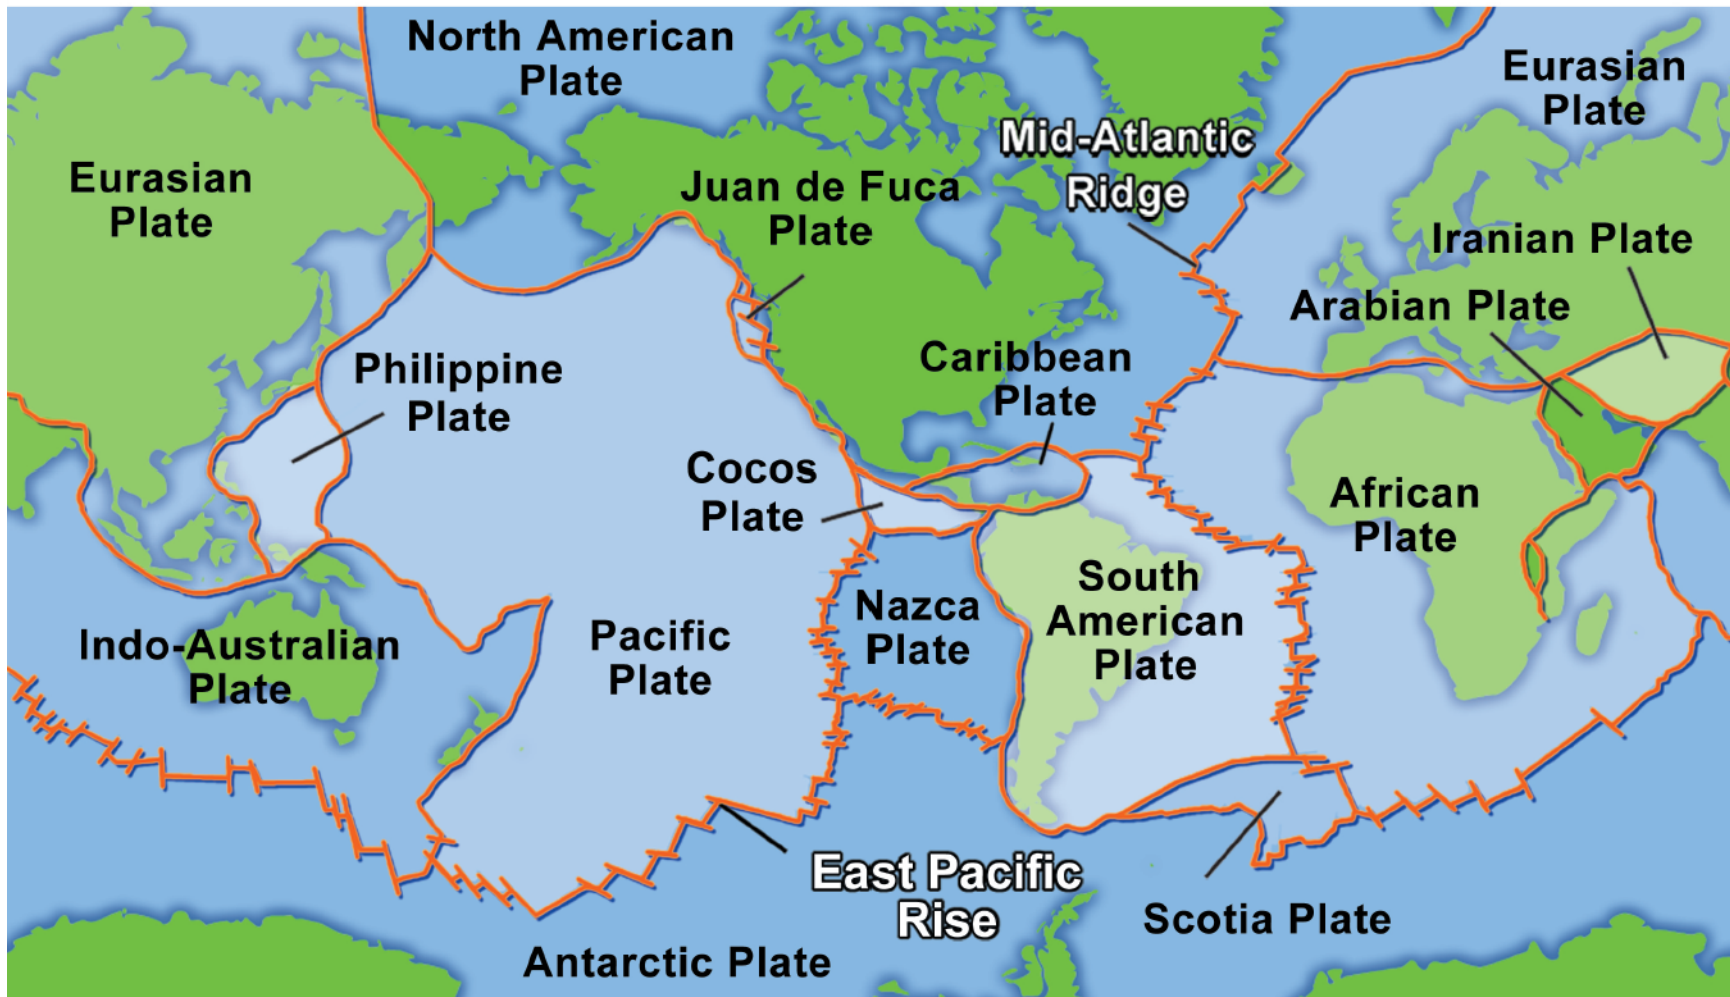 North American
Plate
Eurasian
Plate
Mid-Atlantic
Ridge
Eurasian
Plate
Juan de Fuca
Plate
Iranian Plate
Arabian Plate
Philippine
Plate
Caribbean
Plate
Cocos
Plate
African
Plate
Indo-Australian
Plate
Pacific
Plate
Nazca
Plate
South
American
Plate
East Pacific
Rise
Scotia Plate
Antarctic Plate